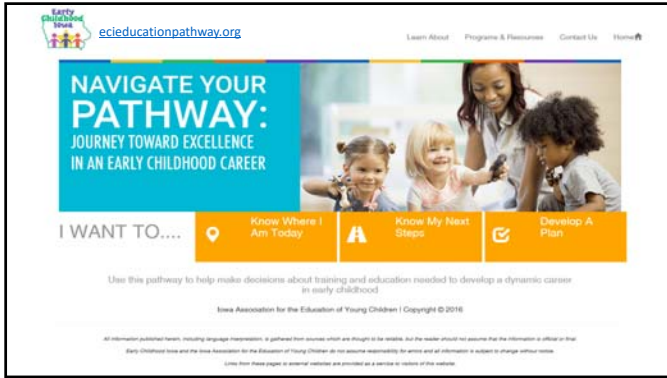 Early
Childhood
Iowa
ecieducationpathway.org
Learn About Programs & Resources Contact Us Home
NAVIGATE YOUR
PATHWAY:
JOURNEY TOWARD EXCELLENCE
IN AN EARLY CHILDHOOD CAREER
I WANT TO....
Know Where I
Am Today
Know My Next
Steps
Develop A
Plan
Use this pathway to help make decisions about training and education needed to develop a dynamic career
in early childhood
Iowa Association for the Education of Young Children | Copyright © 2016
All information published herein, including language interpretation, is gathered from sources which are thought to be reliable, but the reader should not assume that the information is official or final.
Early Childhood Iowa and the Iowa Association for the Education of Young Children do not assume responsibility for errors and all information is subject to change without notice.
Links from these pages to external websites are provided as a service to visitors of this website.